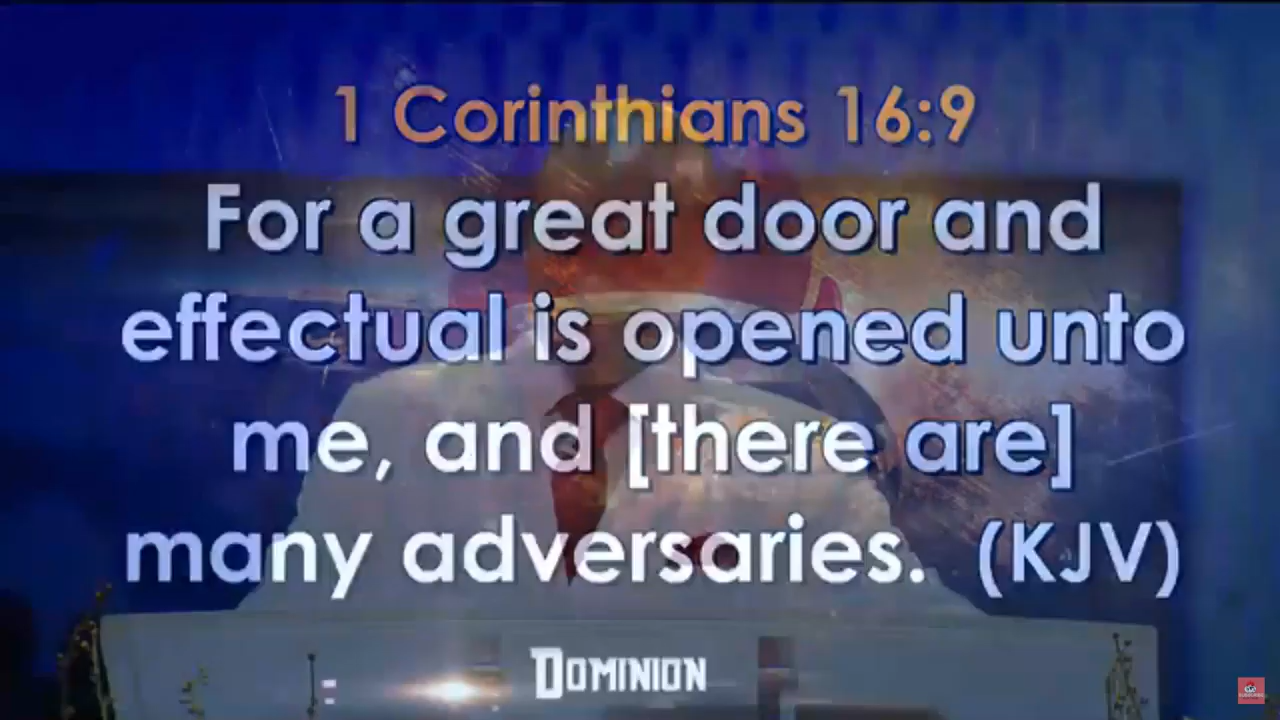 1 Corinthians 16:9
For a great door and
effectual is opened unto
me, and [there are]
many adversaries. (KJV)
DOMINION